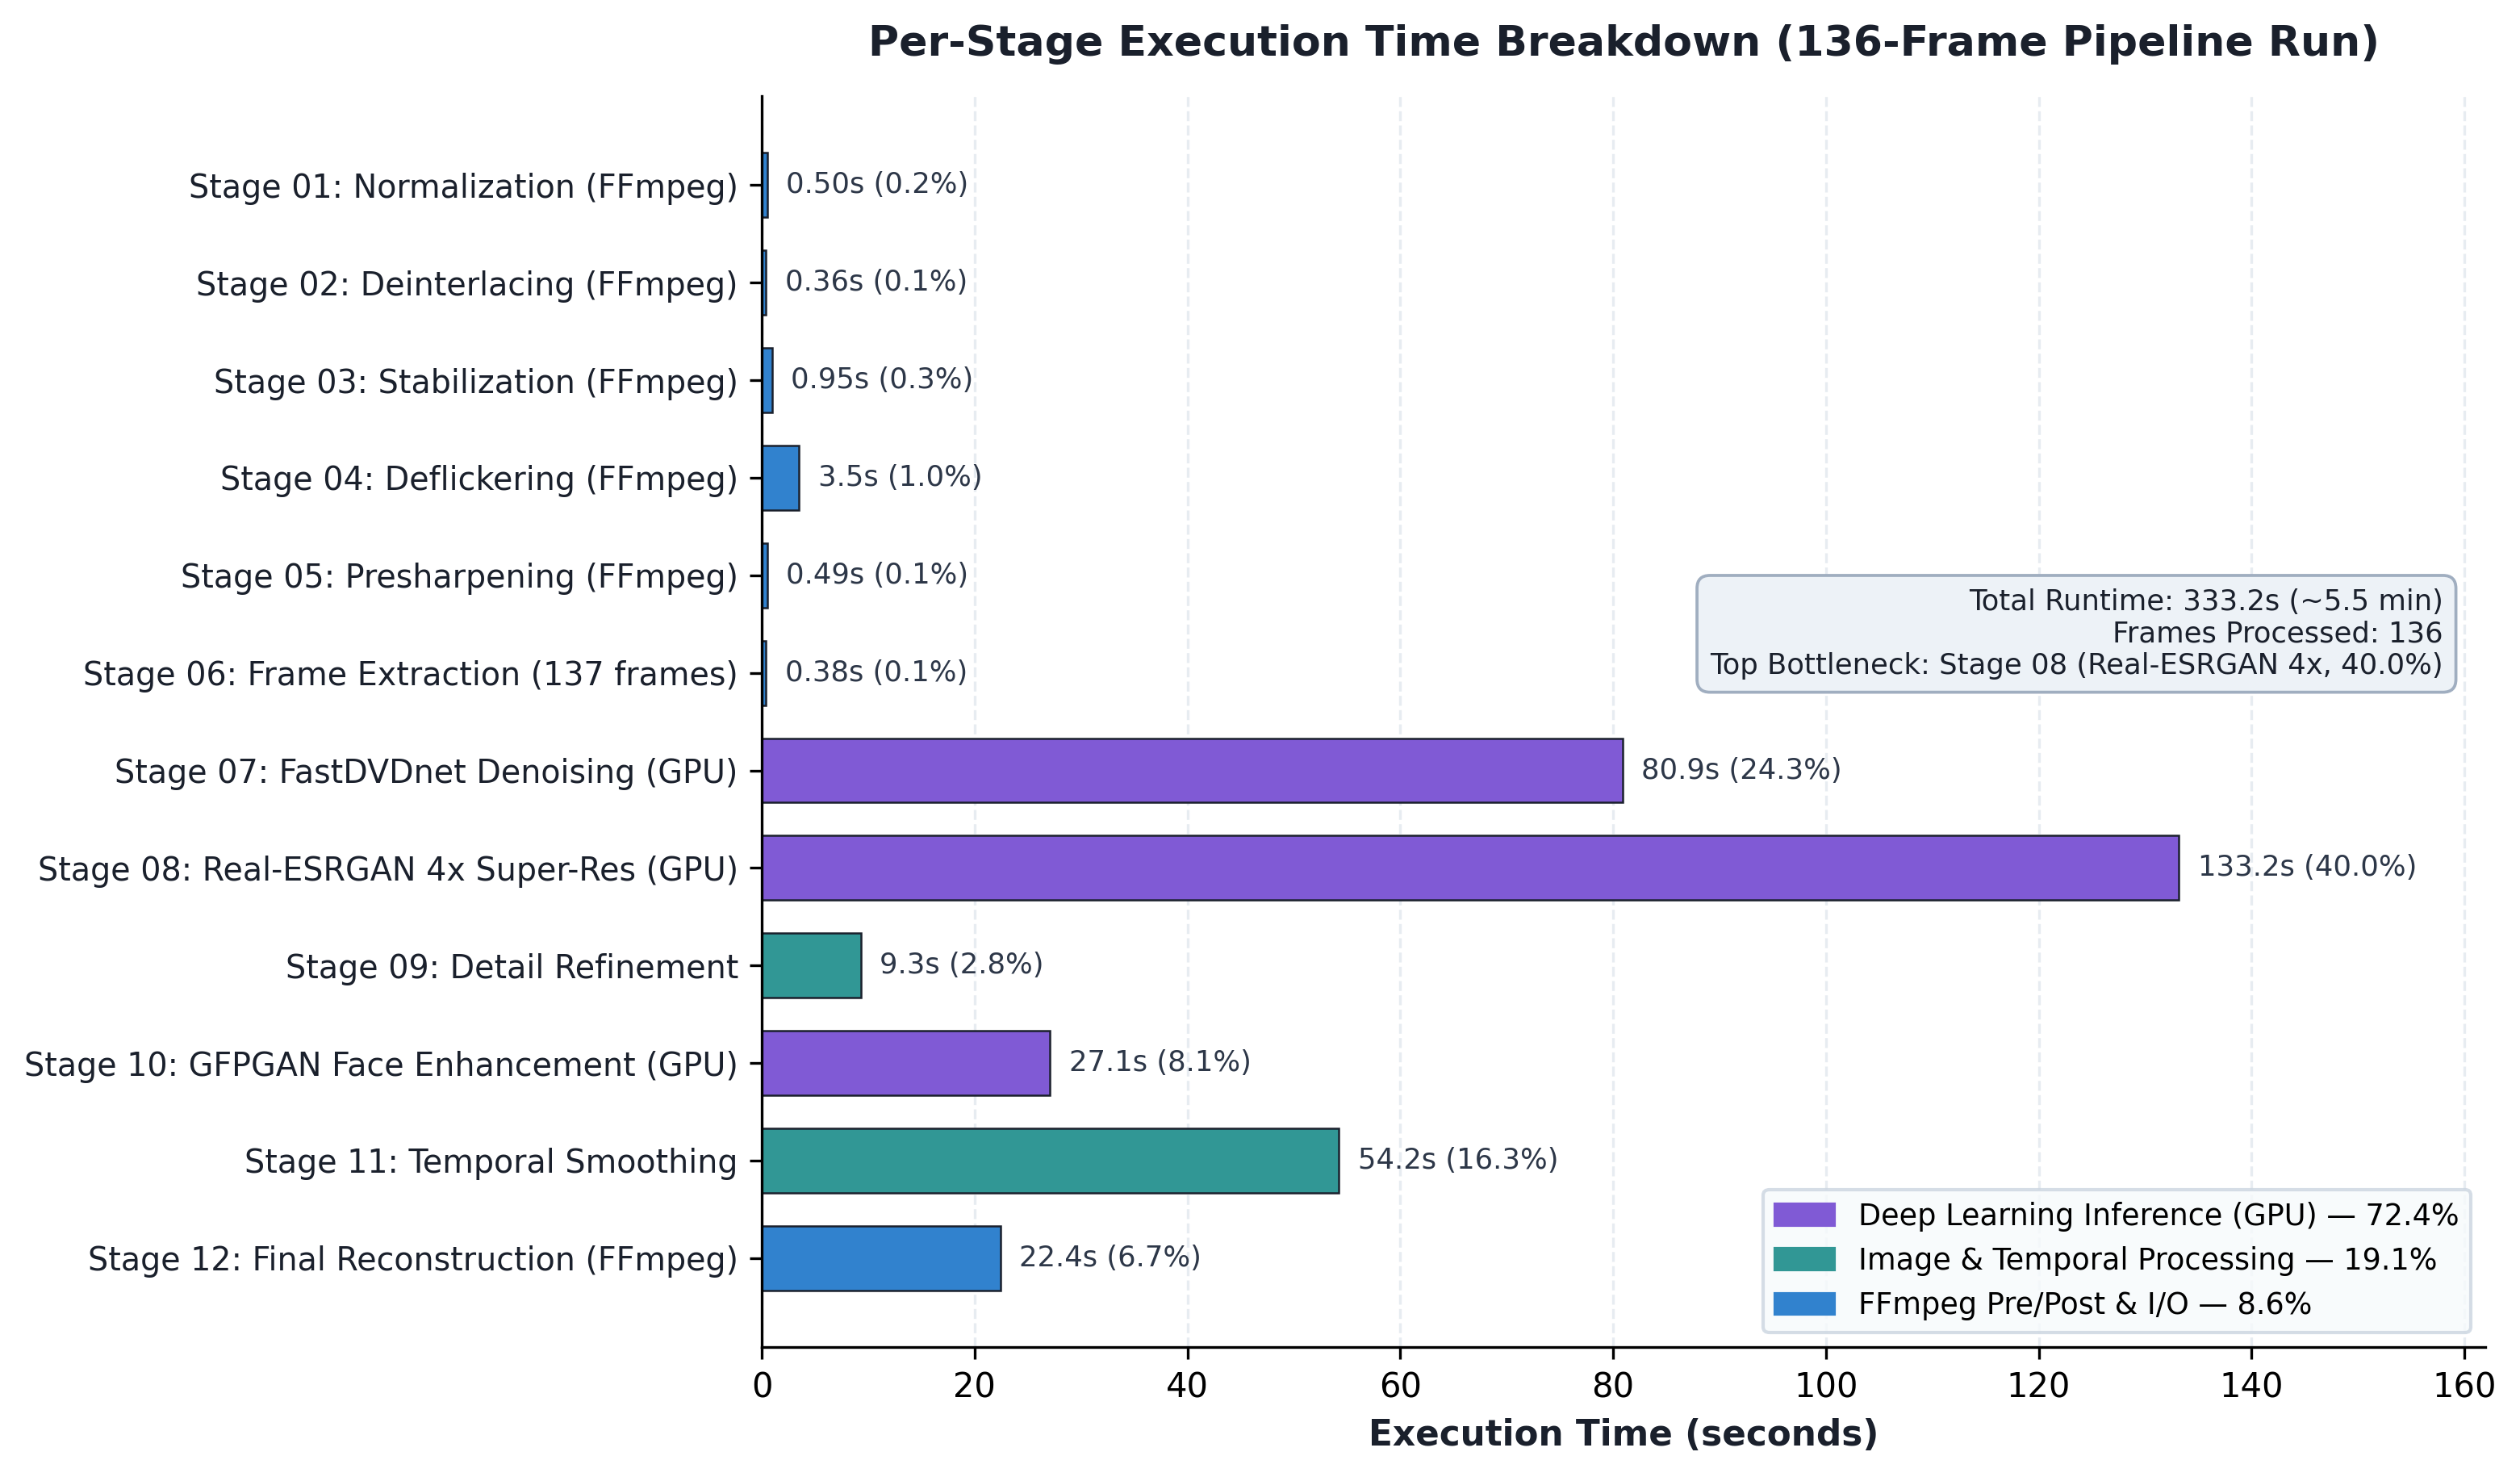 Per-Stage Execution Time Breakdown (136-Frame Pipeline Run)
Stage 01: Normalization (FFmpeg) 0.50s (0.2%)
Stage 02: Deinterlacing (FFmpeg) 0.36s (0.1%)
Stage 03: Stabilization (FFmpeg) 0.95s (0.3%)
Stage 04: Deflickering (FFmpeg) 3.5s (1.0%)
Stage 05: Presharpening (FFmpeg) 0.49s (0.1%)
Stage 06: Frame Extraction (137 frames) 0.38s (0.1%)
Total Runtime: 333.2s (~5.5 min)
Frames Processed: 136
Top Bottleneck: Stage 08 (Real-ESRGAN 4x, 40.0%)
Stage 07: FastDVDnet Denoising (GPU) 80.9s (24.3%)
Stage 08: Real-ESRGAN 4x Super-Res (GPU) 133.2s (40.0%)
Stage 09: Detail Refinement 9.3s (2.8%)
Stage 10: GFPGAN Face Enhancement (GPU) 27.1s (8.1%)
Stage 11: Temporal Smoothing 54.2s (16.3%)
Stage 12: Final Reconstruction (FFmpeg) 22.4s (6.7%)
Deep Learning Inference (GPU) — 72.4%
Image & Temporal Processing — 19.1%
FFmpeg Pre/Post & I/O — 8.6%
0 20 40 60 80 100 120 140 160
Execution Time (seconds)